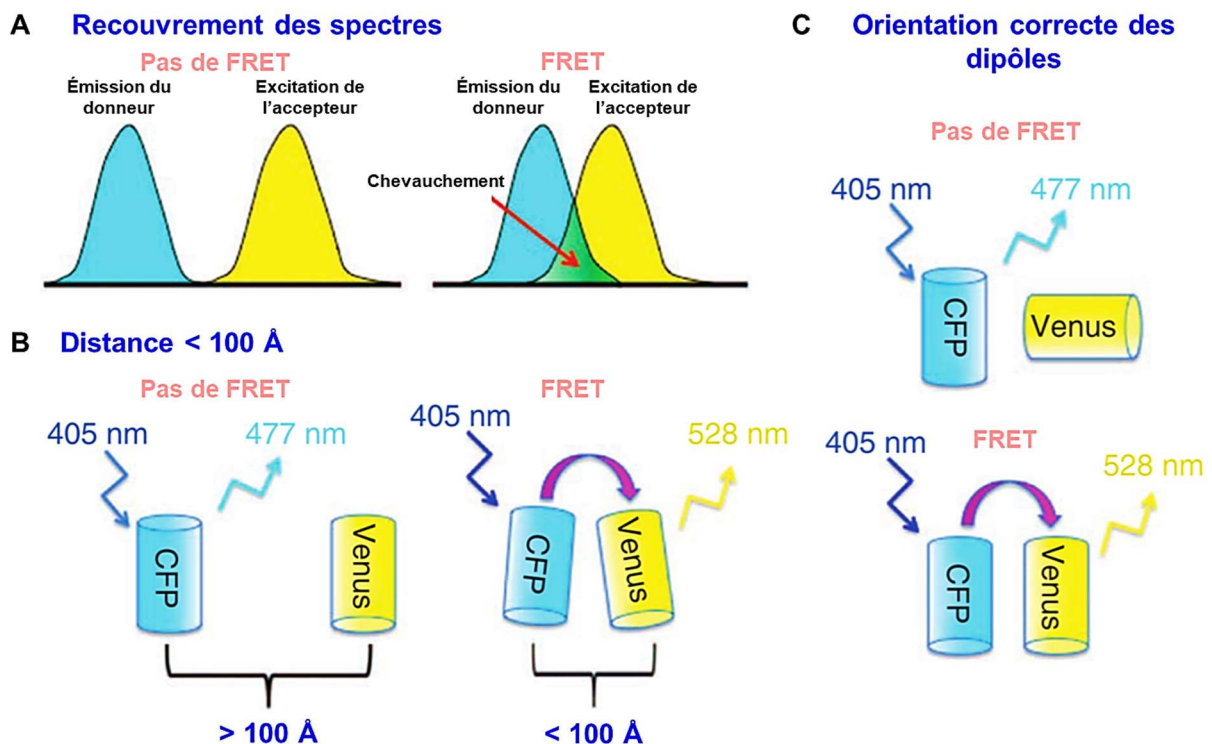 A Recouvrement des spectres
Pas de FRET
FRET
Émission du
donneur
Excitation de
l'accepteur
Émission du
donneur
Excitation de
l'accepteur
Chevauchement
B Distance < 100 Å
Pas de FRET
405 nm
477 nm
CFP
Venus
> 100 Å
FRET
405 nm
528 nm
CFP
Venus
< 100 Å
C Orientation correcte des
dipôles
Pas de FRET
405 nm
477 nm
CFP
Venus
FRET
405 nm
528 nm
CFP
Venus